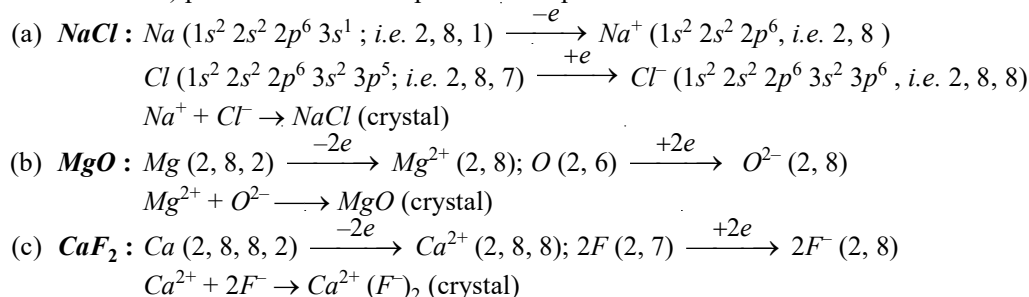 (a) NaCl : Na (1s² 2s² 2p⁶ 3s¹ ; i.e. 2, 8, 1) —−e→ Na⁺ (1s² 2s² 2p⁶, i.e. 2, 8 )
Cl (1s² 2s² 2p⁶ 3s² 3p⁵; i.e. 2, 8, 7) —+e→ Cl⁻ (1s² 2s² 2p⁶ 3s² 3p⁶ , i.e. 2, 8, 8)
Na⁺ + Cl⁻ → NaCl (crystal)
(b) MgO : Mg (2, 8, 2) —−2e→ Mg²⁺ (2, 8); O (2, 6) —+2e→ O²⁻ (2, 8)
Mg²⁺ + O²⁻ ⟶ MgO (crystal)
(c) CaF₂ : Ca (2, 8, 8, 2) —−2e→ Ca²⁺ (2, 8, 8); 2F (2, 7) —+2e→ 2F⁻ (2, 8)
Ca²⁺ + 2F⁻ → Ca²⁺ (F⁻)₂ (crystal)